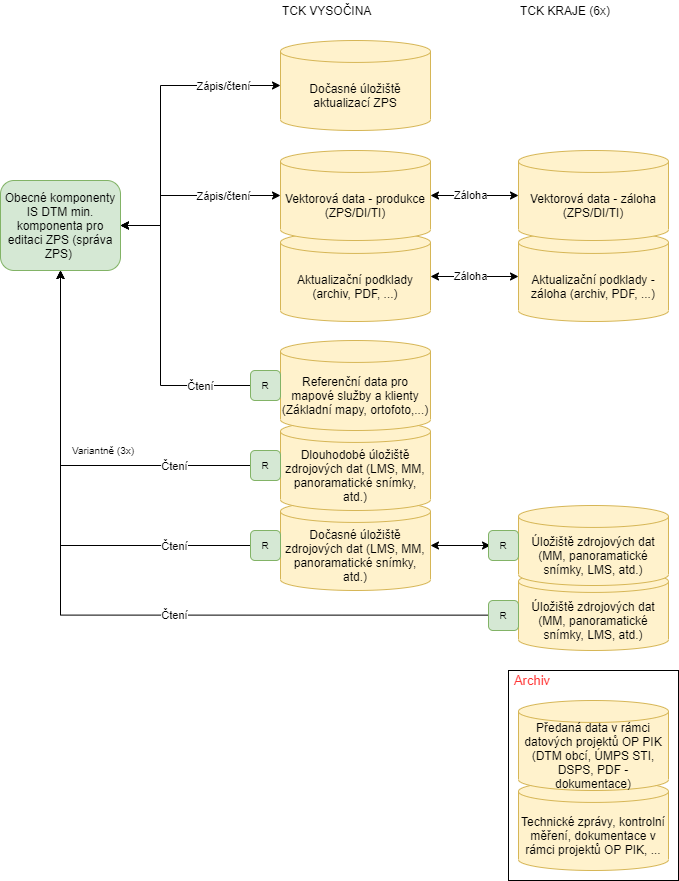 TCK VYSOČINA
TCK KRAJE (6x)
Zápis/čtení
Dočasné úložiště
aktualizací ZPS
Obecné komponenty
IS DTM min.
komponenta pro
editaci ZPS (správa
ZPS)
Zápis/čtení
Vektorová data - produkce
(ZPS/DI/TI)
Záloha
Vektorová data - záloha
(ZPS/DI/TI)
Aktualizační podklady
(archiv, PDF, ...)
Záloha
Aktualizační podklady -
záloha (archiv, PDF, ...)
Čtení
R
Referenční data pro
mapové služby a klienty
(Základní mapy, ortofoto,...)
Variantně (3x)
Čtení
R
Dlouhodobé úložiště
zdrojových dat (LMS, MM,
panoramatické snímky,
atd.)
Čtení
R
Dočasné úložiště
zdrojových dat (LMS, MM,
panoramatické snímky,
atd.)
R
Úložiště zdrojových dat
(MM, panoramatické
snímky, LMS, atd.)
Čtení
R
Úložiště zdrojových dat
(MM, panoramatické
snímky, LMS, atd.)
Archiv
Předaná data v rámci
datových projektů OP PIK
(DTM obcí, ÚMPS STI,
DSPS, PDF -
dokumentace)
Technické zprávy, kontrolní
měření, dokumentace v
rámci projektů OP PIK, ...